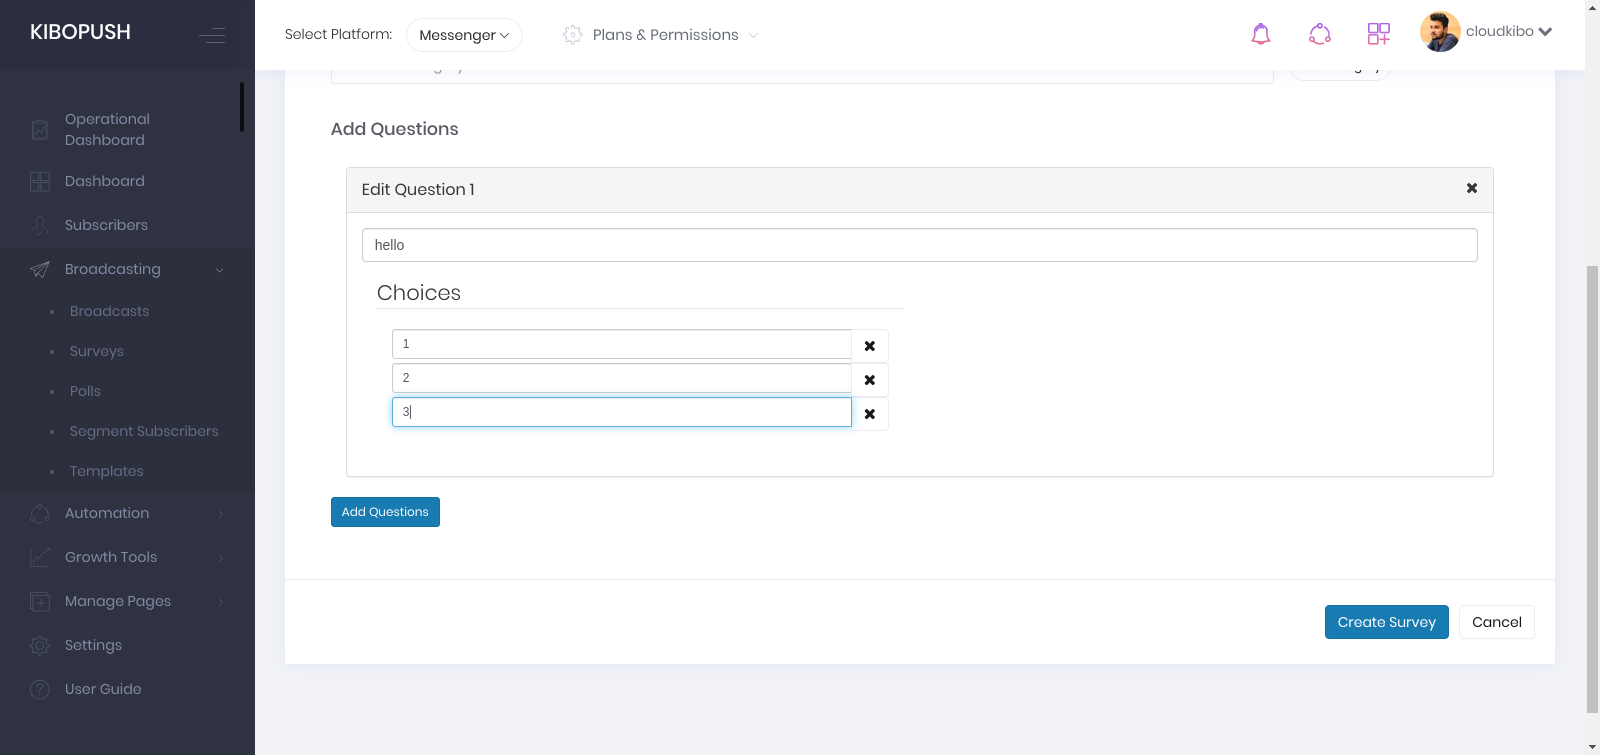 KIBOPUSH
Select Platform: Messenger
Plans & Permissions
cloudkibo
Operational
Dashboard
Dashboard
Subscribers
Broadcasting
Broadcasts
Surveys
Polls
Segment Subscribers
Templates
Automation
Growth Tools
Manage Pages
Settings
User Guide
Add Questions
Edit Question 1
hello
Choices
1
2
3
Add Questions
Create Survey
Cancel